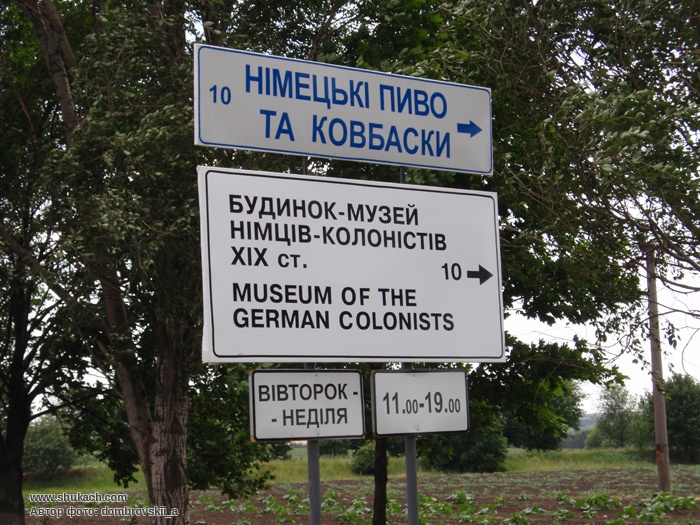 НІМЕЦЬКІ ПИВО
10
ТА КОВБАСКИ
БУДИНОК-МУЗЕЙ
НІМЦІВ-КОЛОНІСТІВ
ХІХ СТ.
10
MUSEUM OF THE
GERMAN COLONISTS
ВІВТОРОК -
- НЕДІЛЯ
11.00-19.00
www.shukach.com
Автор фото: dombrovskii_a